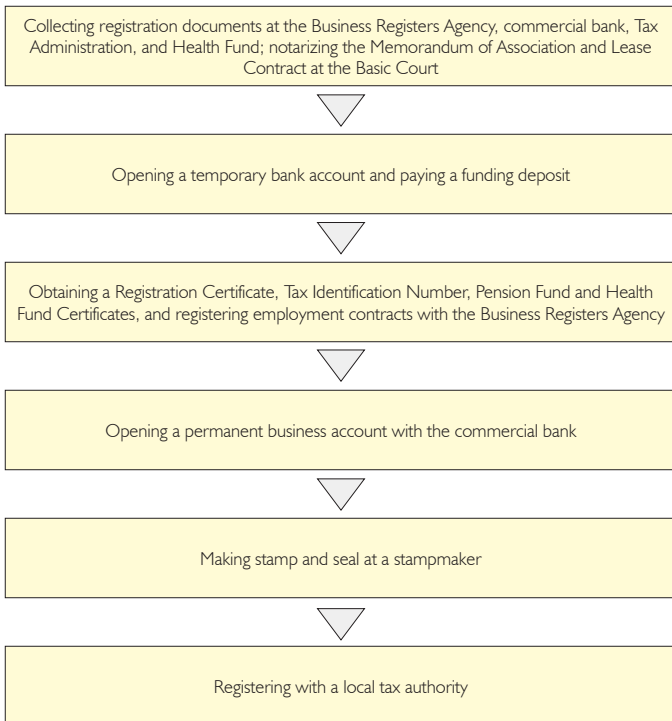 Collecting registration documents at the Business Registers Agency, commercial bank, Tax
Administration, and Health Fund; notarizing the Memorandum of Association and Lease
Contract at the Basic Court
Opening a temporary bank account and paying a funding deposit
Obtaining a Registration Certificate, Tax Identification Number, Pension Fund and Health
Fund Certificates, and registering employment contracts with the Business Registers Agency
Opening a permanent business account with the commercial bank
Making stamp and seal at a stampmaker
Registering with a local tax authority